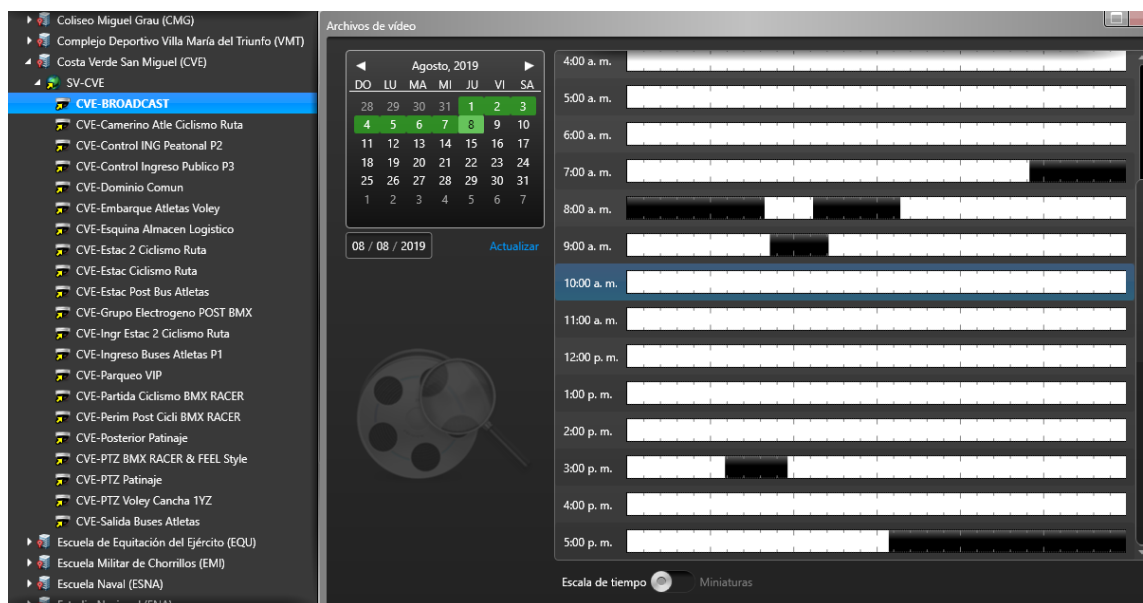 Coliseo Miguel Grau (CMG)
Complejo Deportivo Villa María del Triunfo (VMT)
Costa Verde San Miguel (CVE)
SV-CVE
CVE-BROADCAST
CVE-Camerino Atle Ciclismo Ruta
CVE-Control ING Peatonal P2
CVE-Control Ingreso Publico P3
CVE-Dominio Comun
CVE-Embarque Atletas Voley
CVE-Esquina Almacen Logistico
CVE-Estac 2 Ciclismo Ruta
CVE-Estac Ciclismo Ruta
CVE-Estac Post Bus Atletas
CVE-Grupo Electrogeno POST BMX
CVE-Ingr Estac 2 Ciclismo Ruta
CVE-Ingreso Buses Atletas P1
CVE-Parqueo VIP
CVE-Partida Ciclismo BMX RACER
CVE-Perim Post Cicli BMX RACER
CVE-Posterior Patinaje
CVE-PTZ BMX RACER & FEEL Style
CVE-PTZ Patinaje
CVE-PTZ Voley Cancha 1YZ
CVE-Salida Buses Atletas
Escuela de Equitación del Ejército (EQU)
Escuela Militar de Chorrillos (EMI)
Escuela Naval (ESNA)
Archivos de vídeo
Agosto, 2019
DO LU MA MI JU VI SA
28 29 30 31 1 2 3
4 5 6 7 8 9 10
11 12 13 14 15 16 17
18 19 20 21 22 23 24
25 26 27 28 29 30 31
1 2 3 4 5 6 7
08 / 08 / 2019 Actualizar
4:00 a. m.
5:00 a. m.
6:00 a. m.
7:00 a. m.
8:00 a. m.
9:00 a. m.
10:00 a. m.
11:00 a. m.
12:00 p. m.
1:00 p. m.
2:00 p. m.
3:00 p. m.
4:00 p. m.
5:00 p. m.
Escala de tiempo Miniaturas